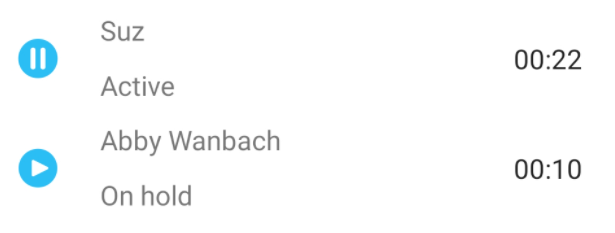 Suz
00:22
Active
Abby Wanbach
00:10
On hold